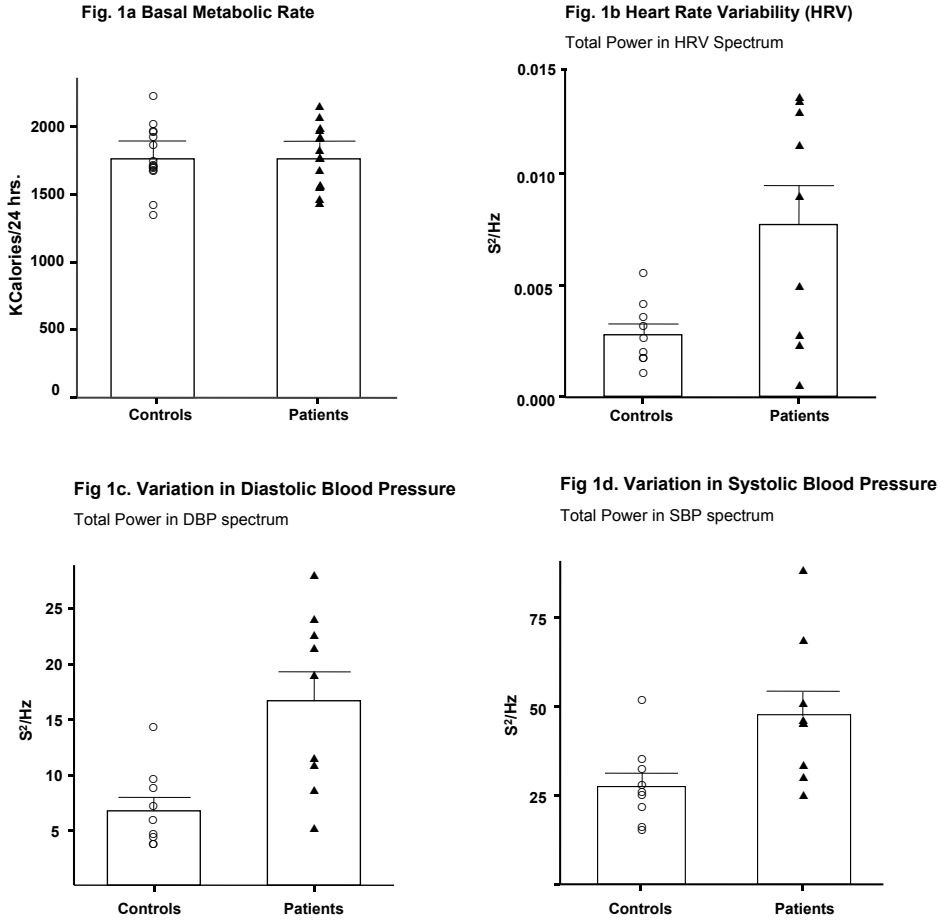 Fig. 1a Basal Metabolic Rate
KCalories/24 hrs.
2000
1500
1000
500
0
Controls Patients
Fig. 1b Heart Rate Variability (HRV)
Total Power in HRV Spectrum
S²/Hz
0.015
0.010
0.005
0.000
Controls Patients
Fig 1c. Variation in Diastolic Blood Pressure
Total Power in DBP spectrum
S²/Hz
25
20
15
10
5
Controls Patients
Fig 1d. Variation in Systolic Blood Pressure
Total Power in SBP spectrum
S²/Hz
75
50
25
Controls Patients